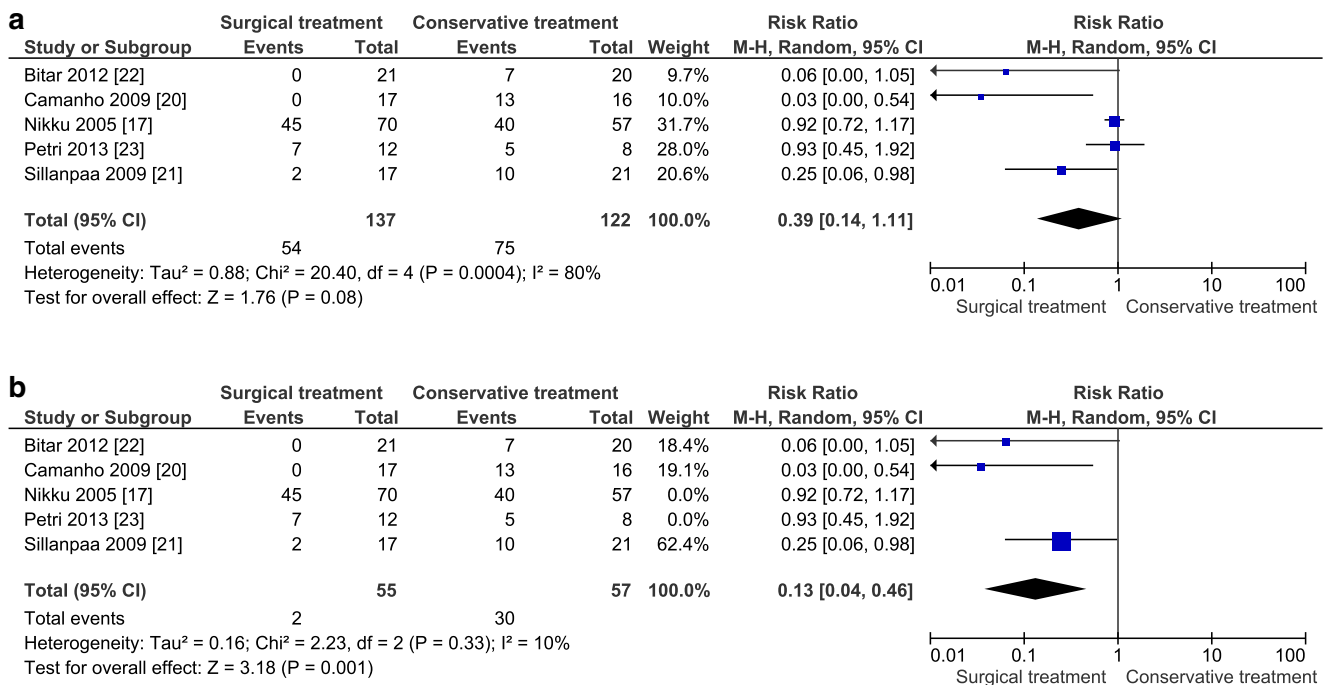 a
Surgical treatment Conservative treatment Risk Ratio Risk Ratio
Study or Subgroup Events Total Events Total Weight M-H, Random, 95% CI M-H, Random, 95% CI
Bitar 2012 [22] 0 21 7 20 9.7% 0.06 [0.00, 1.05]
Camanho 2009 [20] 0 17 13 16 10.0% 0.03 [0.00, 0.54]
Nikku 2005 [17] 45 70 40 57 31.7% 0.92 [0.72, 1.17]
Petri 2013 [23] 7 12 5 8 28.0% 0.93 [0.45, 1.92]
Sillanpaa 2009 [21] 2 17 10 21 20.6% 0.25 [0.06, 0.98]
Total (95% CI) 137 122 100.0% 0.39 [0.14, 1.11]
Total events 54 75
Heterogeneity: Tau² = 0.88; Chi² = 20.40, df = 4 (P = 0.0004); I² = 80%
Test for overall effect: Z = 1.76 (P = 0.08)
0.01 0.1 1 10 100
Surgical treatment Conservative treatment
b
Surgical treatment Conservative treatment Risk Ratio Risk Ratio
Study or Subgroup Events Total Events Total Weight M-H, Random, 95% CI M-H, Random, 95% CI
Bitar 2012 [22] 0 21 7 20 18.4% 0.06 [0.00, 1.05]
Camanho 2009 [20] 0 17 13 16 19.1% 0.03 [0.00, 0.54]
Nikku 2005 [17] 45 70 40 57 0.0% 0.92 [0.72, 1.17]
Petri 2013 [23] 7 12 5 8 0.0% 0.93 [0.45, 1.92]
Sillanpaa 2009 [21] 2 17 10 21 62.4% 0.25 [0.06, 0.98]
Total (95% CI) 55 57 100.0% 0.13 [0.04, 0.46]
Total events 2 30
Heterogeneity: Tau² = 0.16; Chi² = 2.23, df = 2 (P = 0.33); I² = 10%
Test for overall effect: Z = 3.18 (P = 0.001)
0.01 0.1 1 10 100
Surgical treatment Conservative treatment